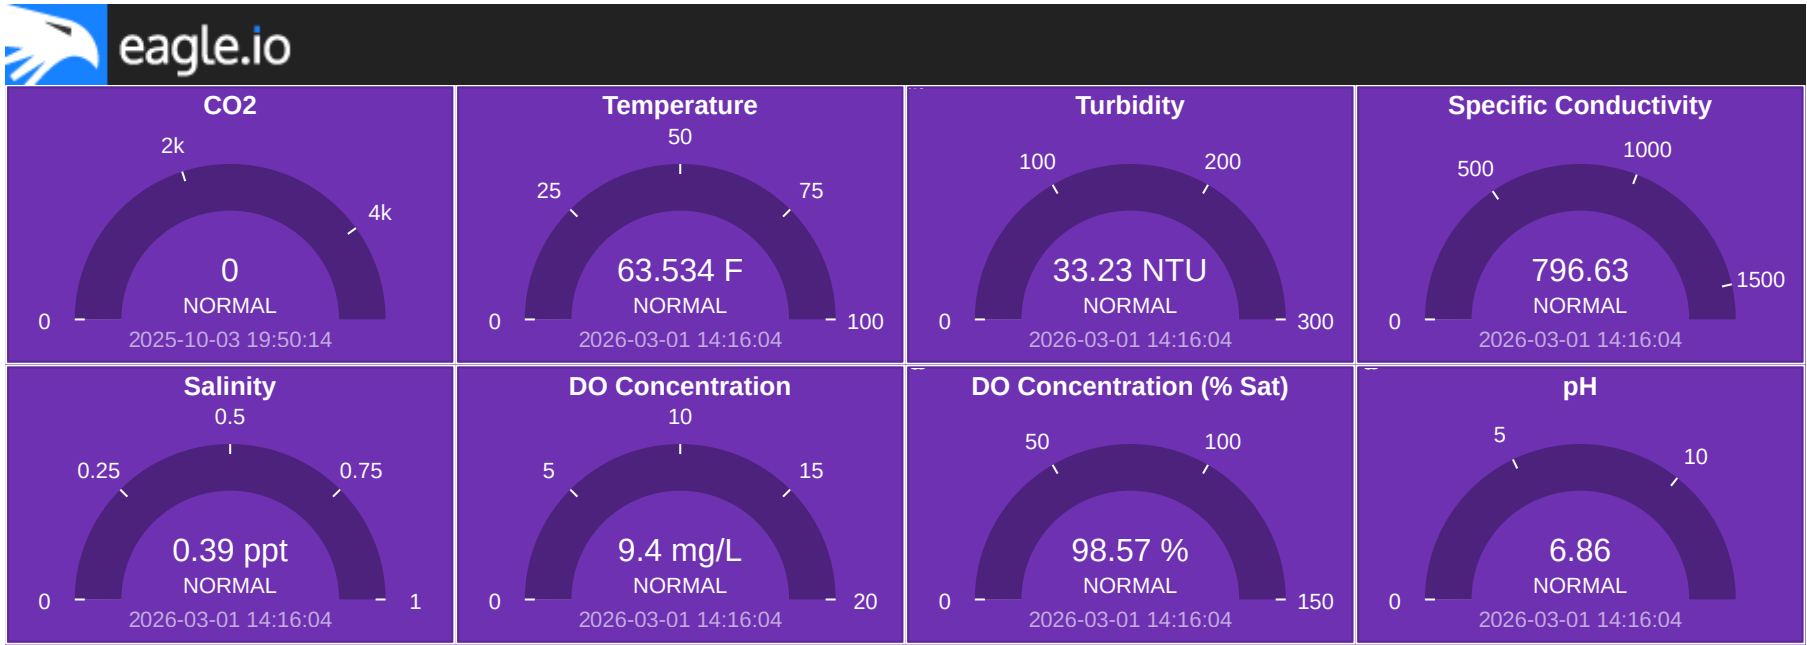 eagle.io
CO2
2k
4k
0
0
NORMAL
2025-10-03 19:50:14
Temperature
50
25
75
63.534 F
NORMAL
0
100
2026-03-01 14:16:04
Turbidity
100
200
33.23 NTU
NORMAL
0
300
2026-03-01 14:16:04
Specific Conductivity
1000
500
796.63
1500
NORMAL
0
2026-03-01 14:16:04
Salinity
0.5
0.25
0.75
0.39 ppt
NORMAL
0
1
2026-03-01 14:16:04
DO Concentration
10
5
15
9.4 mg/L
NORMAL
0
20
2026-03-01 14:16:04
DO Concentration (% Sat)
50
100
98.57 %
NORMAL
0
150
2026-03-01 14:16:04
pH
5
10
6.86
NORMAL
0
2026-03-01 14:16:04